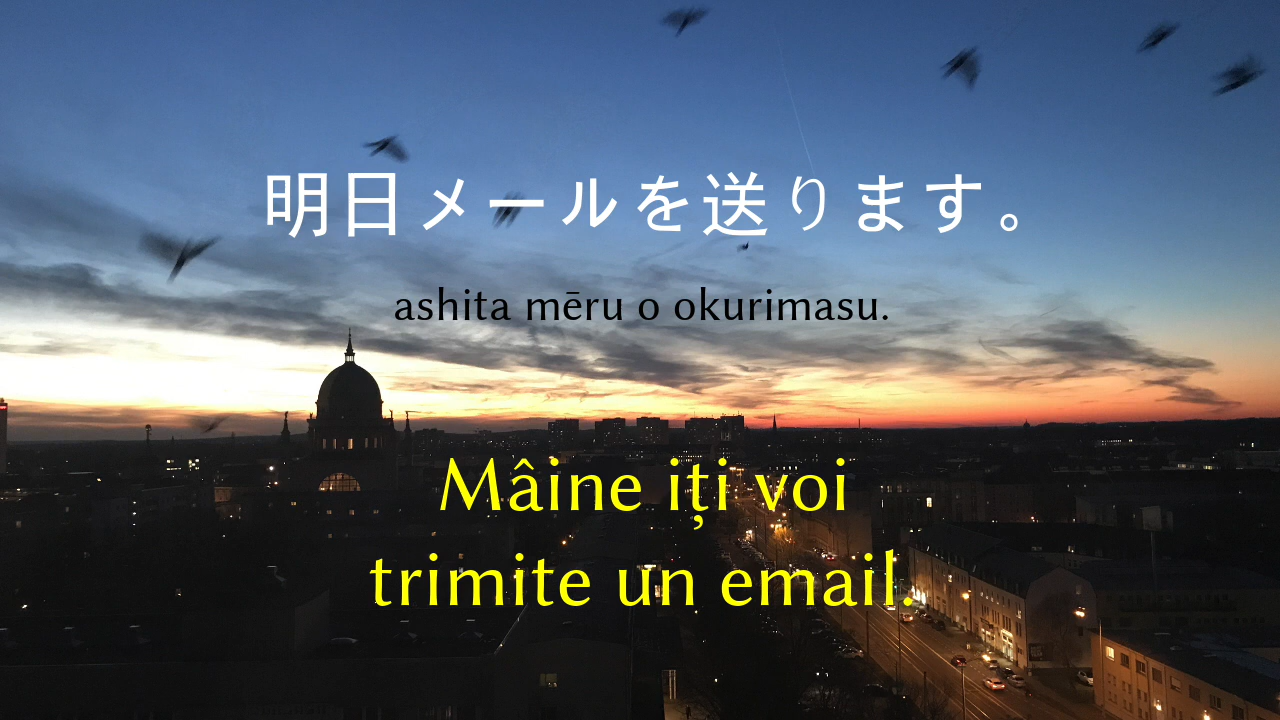 明日メールを送ります。
ashita mēru o okurimasu.
Mâine iți voi
trimite un email.